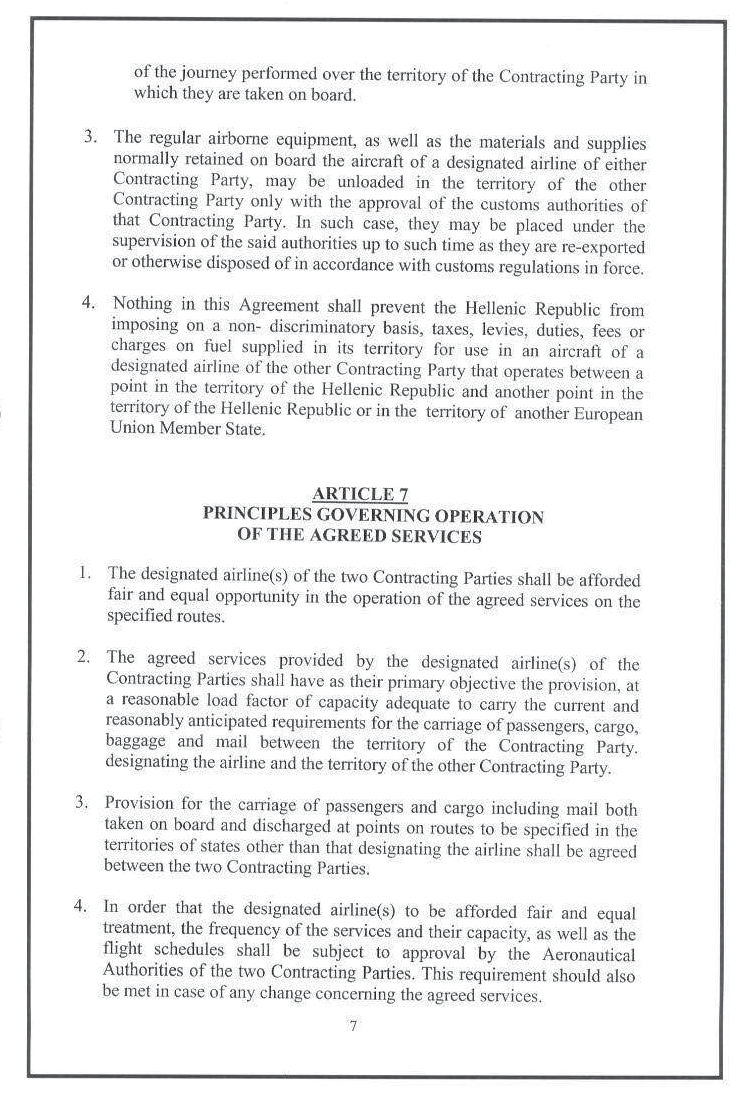 of the journey performed over the territory of the Contracting Party in
which they are taken on board.
3. The regular airborne equipment, as well as the materials and supplies
normally retained on board the aircraft of a designated airline of either
Contracting Party, may be unloaded in the territory of the other
Contracting Party only with the approval of the customs authorities of
that Contracting Party. In such case, they may be placed under the
supervision of the said authorities up to such time as they are re-exported
or otherwise disposed of in accordance with customs regulations in force.
4. Nothing in this Agreement shall prevent the Hellenic Republic from
imposing on a non- discriminatory basis, taxes, levies, duties, fees or
charges on fuel supplied in its territory for use in an aircraft of a
designated airline of the other Contracting Party that operates between a
point in the territory of the Hellenic Republic and another point in the
territory of the Hellenic Republic or in the territory of another European
Union Member State.
ARTICLE 7
PRINCIPLES GOVERNING OPERATION
OF THE AGREED SERVICES
1. The designated airline(s) of the two Contracting Parties shall be afforded
fair and equal opportunity in the operation of the agreed services on the
specified routes.
2. The agreed services provided by the designated airline(s) of the
Contracting Parties shall have as their primary objective the provision, at
a reasonable load factor of capacity adequate to carry the current and
reasonably anticipated requirements for the carriage of passengers, cargo,
baggage and mail between the territory of the Contracting Party.
designating the airline and the territory of the other Contracting Party.
3. Provision for the carriage of passengers and cargo including mail both
taken on board and discharged at points on routes to be specified in the
territories of states other than that designating the airline shall be agreed
between the two Contracting Parties.
4. In order that the designated airline(s) to be afforded fair and equal
treatment, the frequency of the services and their capacity, as well as the
flight schedules shall be subject to approval by the Aeronautical
Authorities of the two Contracting Parties. This requirement should also
be met in case of any change concerning the agreed services.
7